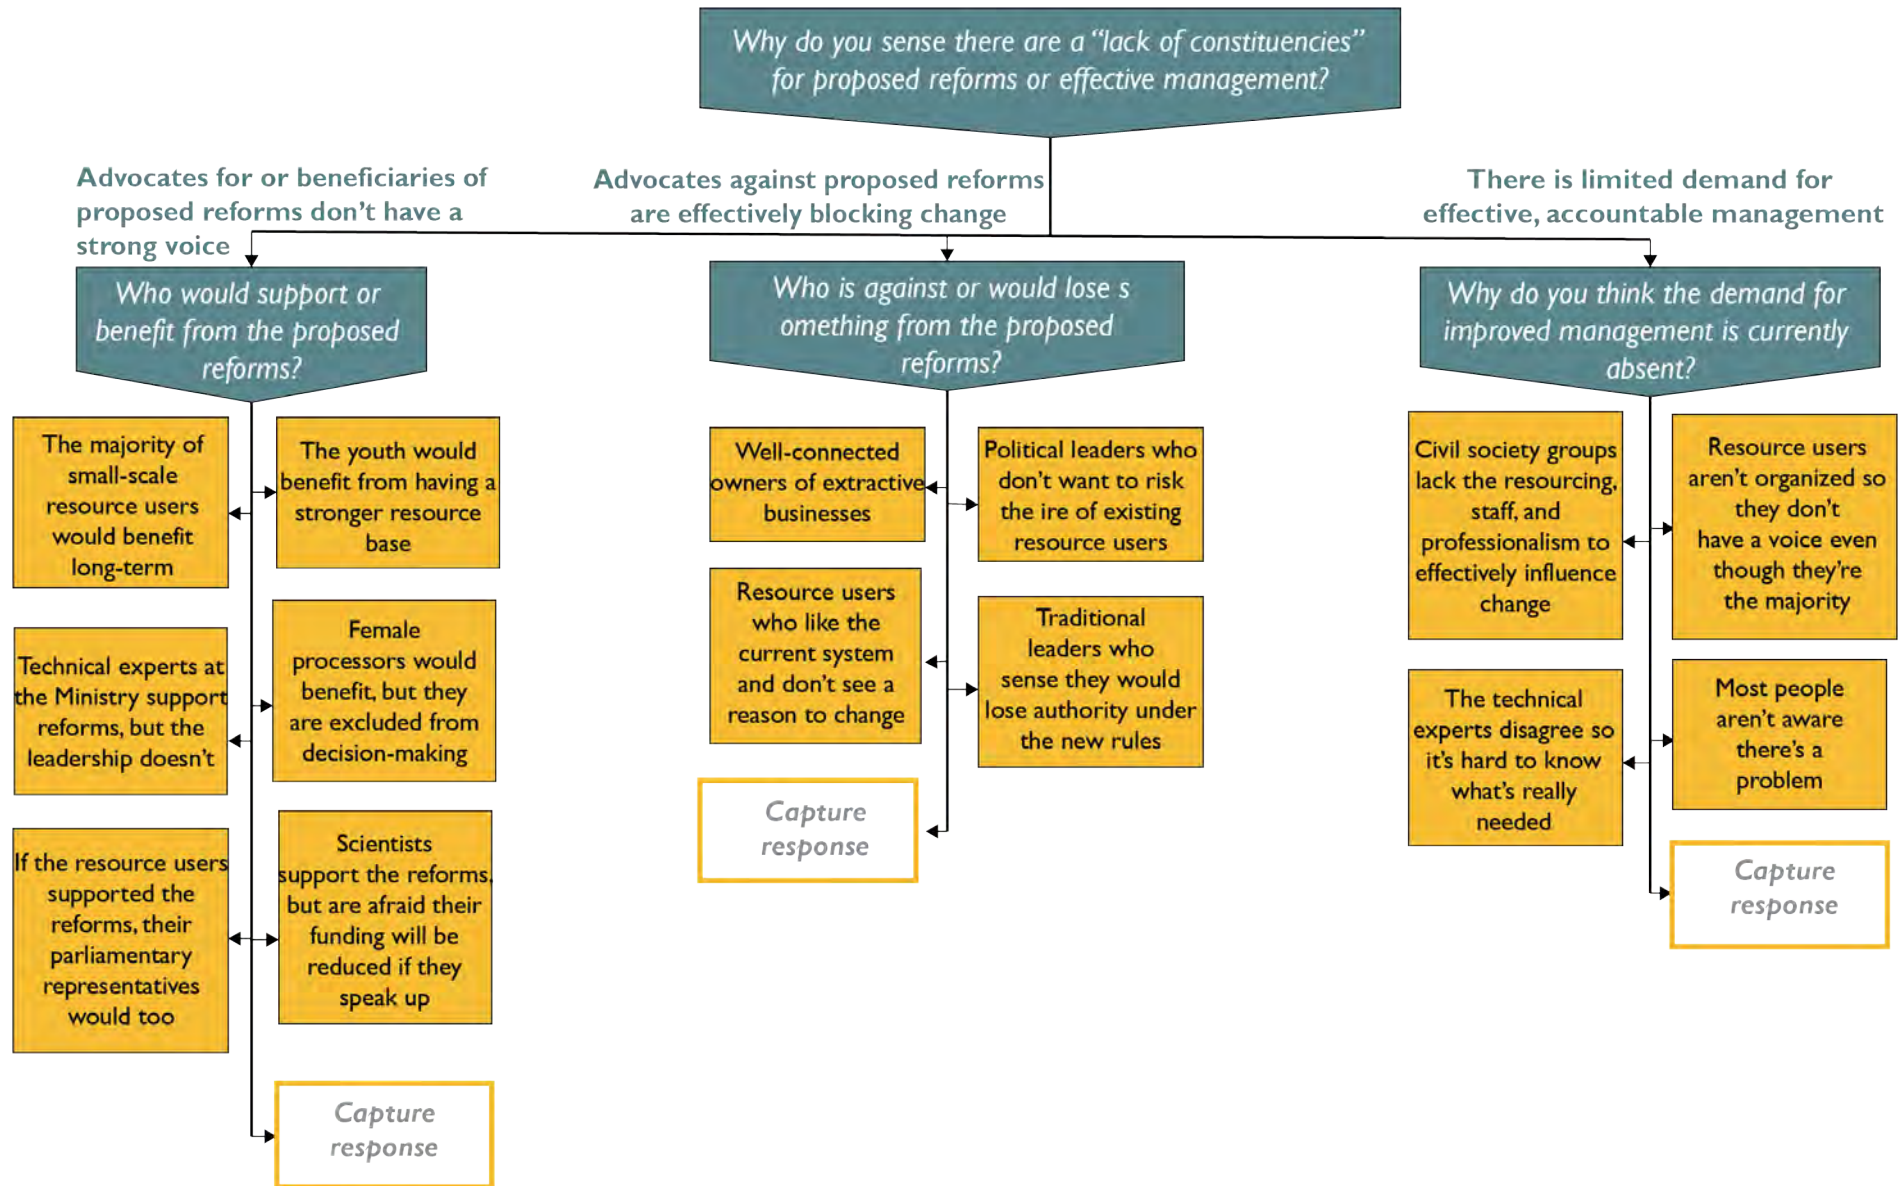 Why do you sense there are a “lack of constituencies”
for proposed reforms or effective management?
Advocates for or beneficiaries of
proposed reforms don’t have a
strong voice
Who would support or
benefit from the proposed
reforms?
The majority of
small-scale
resource users
would benefit
long-term
The youth would
benefit from having a
stronger resource
base
Technical experts at
the Ministry support
reforms, but the
leadership doesn’t
Female
processors would
benefit, but they
are excluded from
decision-making
If the resource users
supported the
reforms, their
parliamentary
representatives
would too
Scientists
support the reforms,
but are afraid their
funding will be
reduced if they
speak up
Capture
response
Advocates against proposed reforms
are effectively blocking change
Who is against or would lose s
omething from the proposed
reforms?
Well-connected
owners of extractive
businesses
Political leaders who
don’t want to risk
the ire of existing
resource users
Resource users
who like the
current system
and don’t see a
reason to change
Traditional
leaders who
sense they would
lose authority under
the new rules
Capture
response
There is limited demand for
effective, accountable management
Why do you think the demand for
improved management is currently
absent?
Civil society groups
lack the resourcing,
staff, and
professionalism to
effectively influence
change
Resource users
aren’t organized so
they don’t
have a voice even
though they’re
the majority
The technical
experts disagree so
it’s hard to know
what’s really
needed
Most people
aren’t aware
there’s a
problem
Capture
response